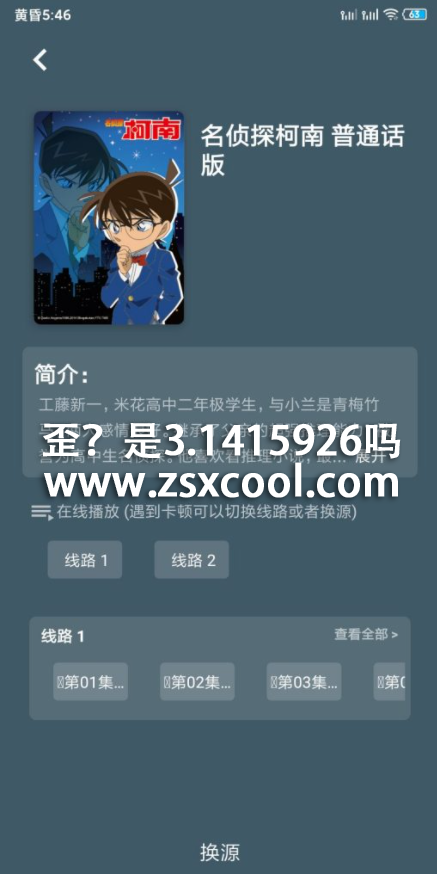 黄昏5:46
63
柯南
名侦探柯南 普通话
版
简介：
工藤新一，米花高中二年级学生，与小兰是青梅竹
歪？是3.1415926吗
展开
www.zsxcool.com
在线播放 (遇到卡顿可以切换线路或者换源)
线路 1
线路 2
线路 1
查看全部 >
第01集...
第02集...
第03集...
第0
换源